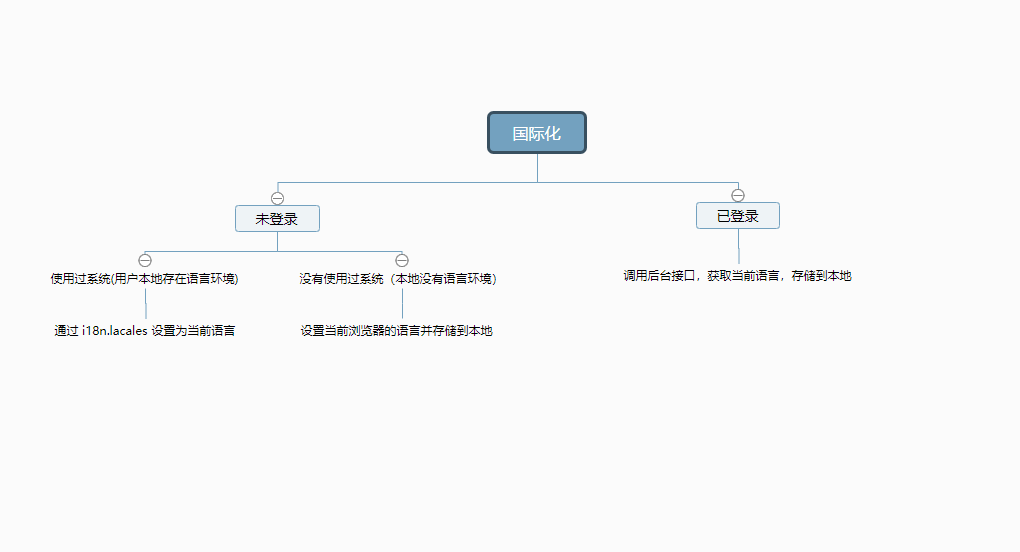 国际化
未登录
已登录
使用过系统(用户本地存在语言环境)
没有使用过系统（本地没有语言环境）
调用后台接口，获取当前语言，存储到本地
通过 i18n.lacales 设置为当前语言
设置当前浏览器的语言并存储到本地